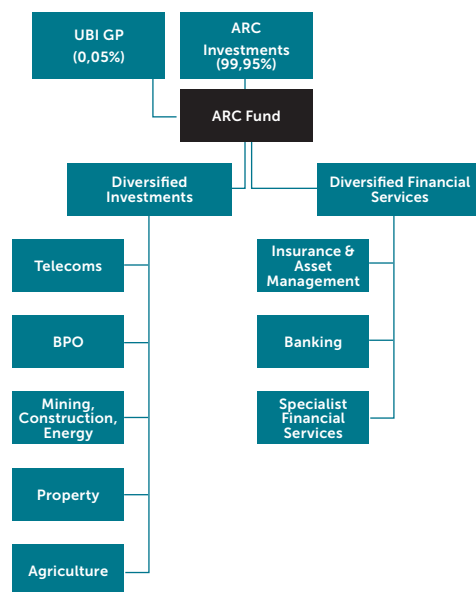 UBI GP
(0,05%)
ARC
Investments
(99,95%)
ARC Fund
Diversified
Investments
Diversified Financial
Services
Telecoms
BPO
Mining,
Construction,
Energy
Property
Agriculture
Insurance &
Asset
Management
Banking
Specialist
Financial
Services